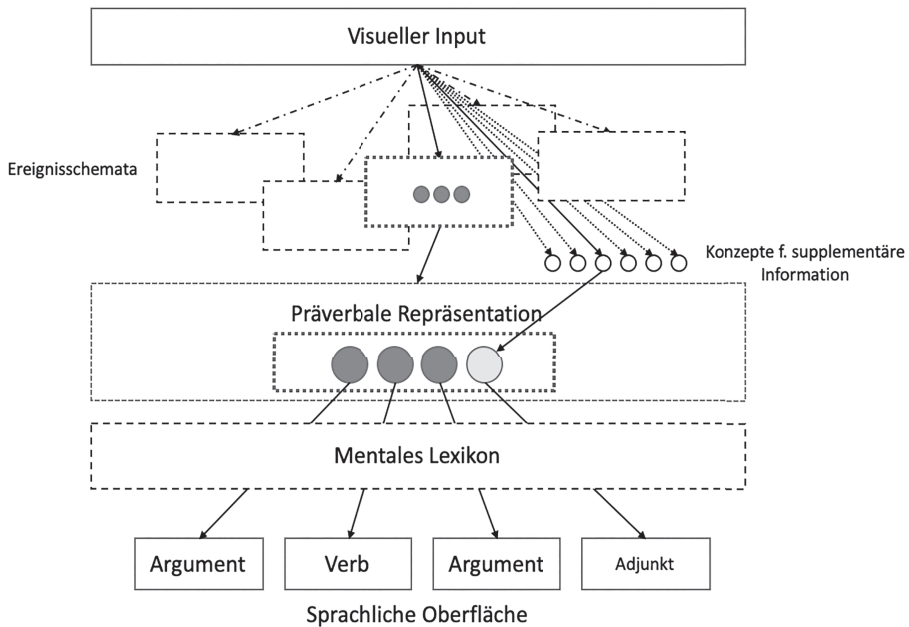 Visueller Input
Ereignisschemata
Konzepte f. supplementäre
Information
Präverbale Repräsentation
Mentales Lexikon
Argument
Verb
Argument
Adjunkt
Sprachliche Oberfläche